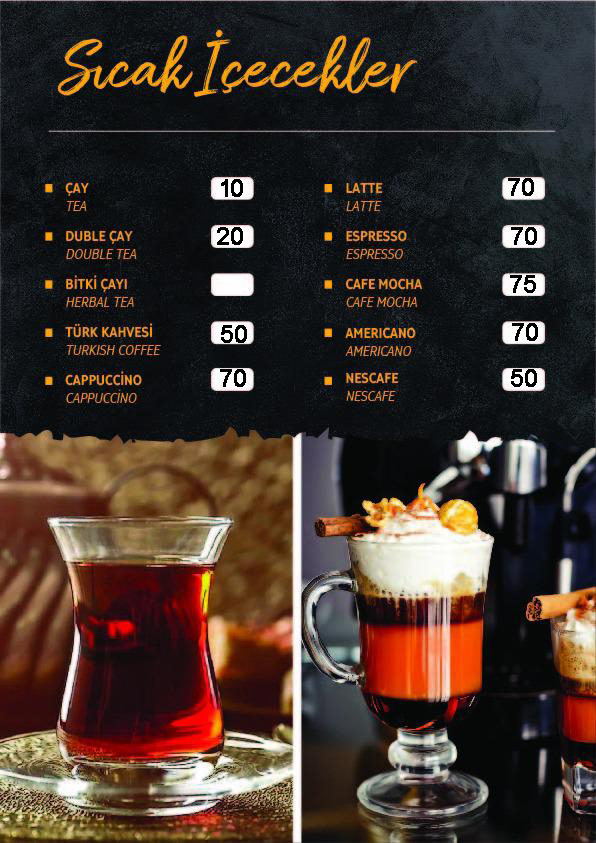 Sıcak İçecekler
ÇAY 10
TEA
DUBLE ÇAY 20
DOUBLE TEA
BİTKİ ÇAYI
HERBAL TEA
TÜRK KAHVESİ 50
TURKISH COFFEE
CAPPUCCİNO 70
CAPPUCCİNO
LATTE 70
LATTE
ESPRESSO 70
ESPRESSO
CAFE MOCHA 75
CAFE MOCHA
AMERICANO 70
AMERICANO
NESCAFE 50
NESCAFE